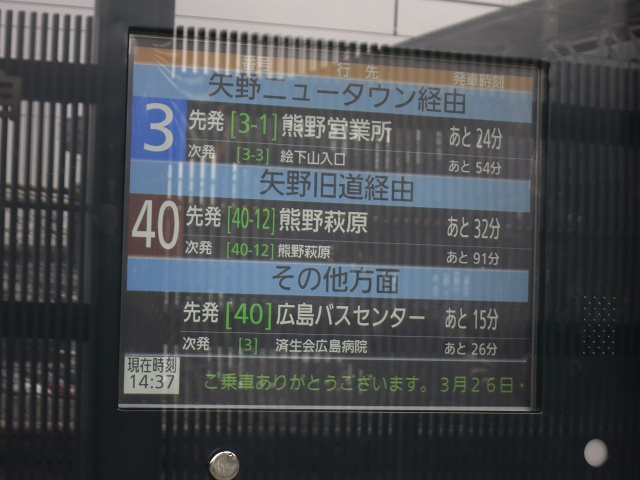 番号 行先 発車時刻
矢野ニュータウン経由
3 先発 [3-1] 熊野営業所 あと 24分
次発 [3-3] 絵下山入口 あと 54分
矢野旧道経由
40 先発 [40-12] 熊野萩原 あと 32分
次発 [40-12] 熊野萩原 あと 91分
その他方面
先発 [40] 広島バスセンター あと 15分
次発 [3] 済生会広島病院 あと 26分
現在時刻
14:37 ご乗車ありがとうございます。3月26日・